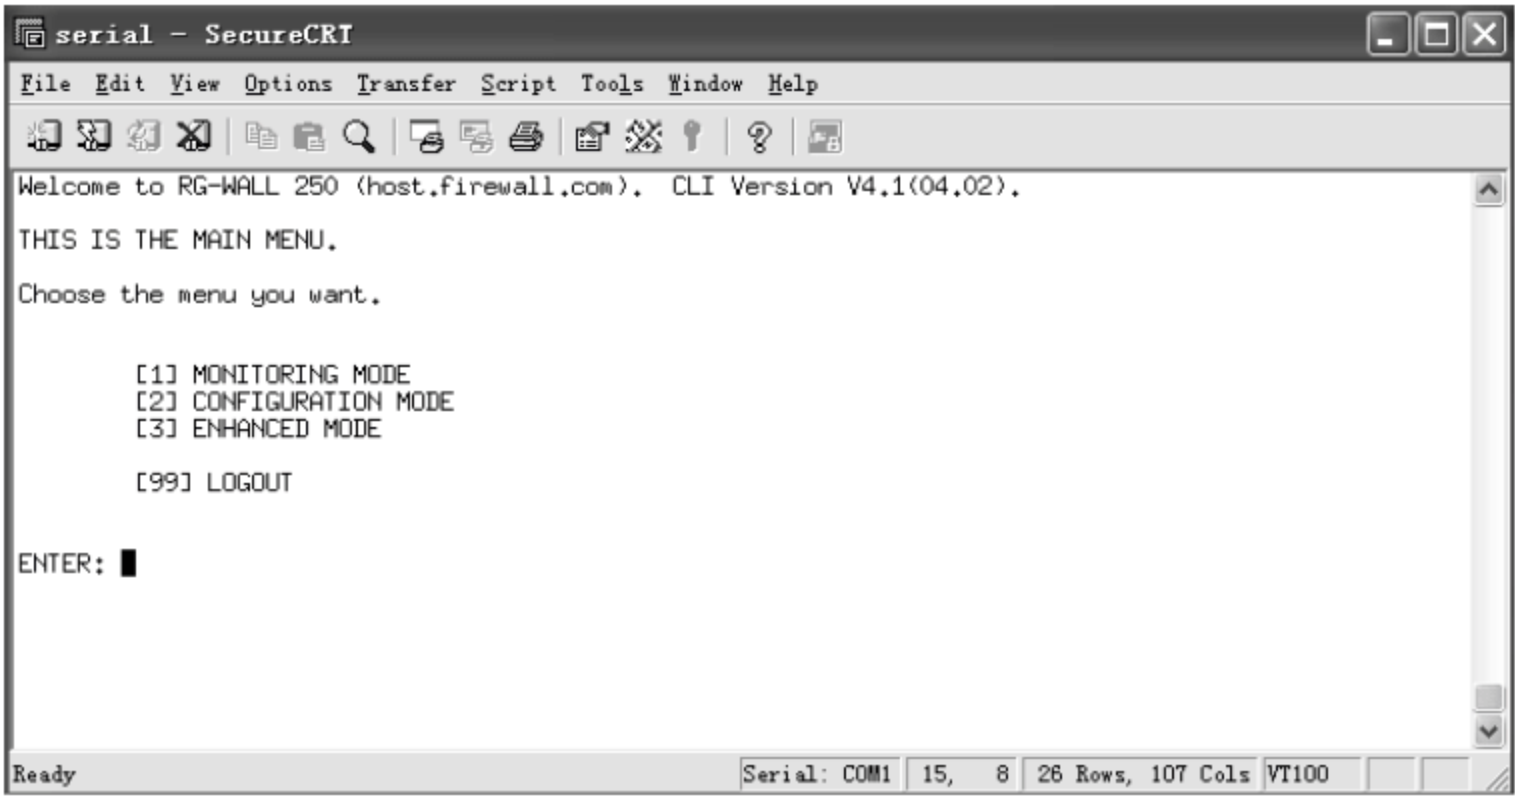 serial - SecureCRT
File Edit View Options Transfer Script Tools Window Help
Welcome to RG-WALL 250 (host.firewall.com).  CLI Version V4.1(04.02).
THIS IS THE MAIN MENU.
Choose the menu you want.
[1] MONITORING MODE
[2] CONFIGURATION MODE
[3] ENHANCED MODE
[99] LOGOUT
ENTER:
Ready Serial: COM1 15, 8 26 Rows, 107 Cols VT100